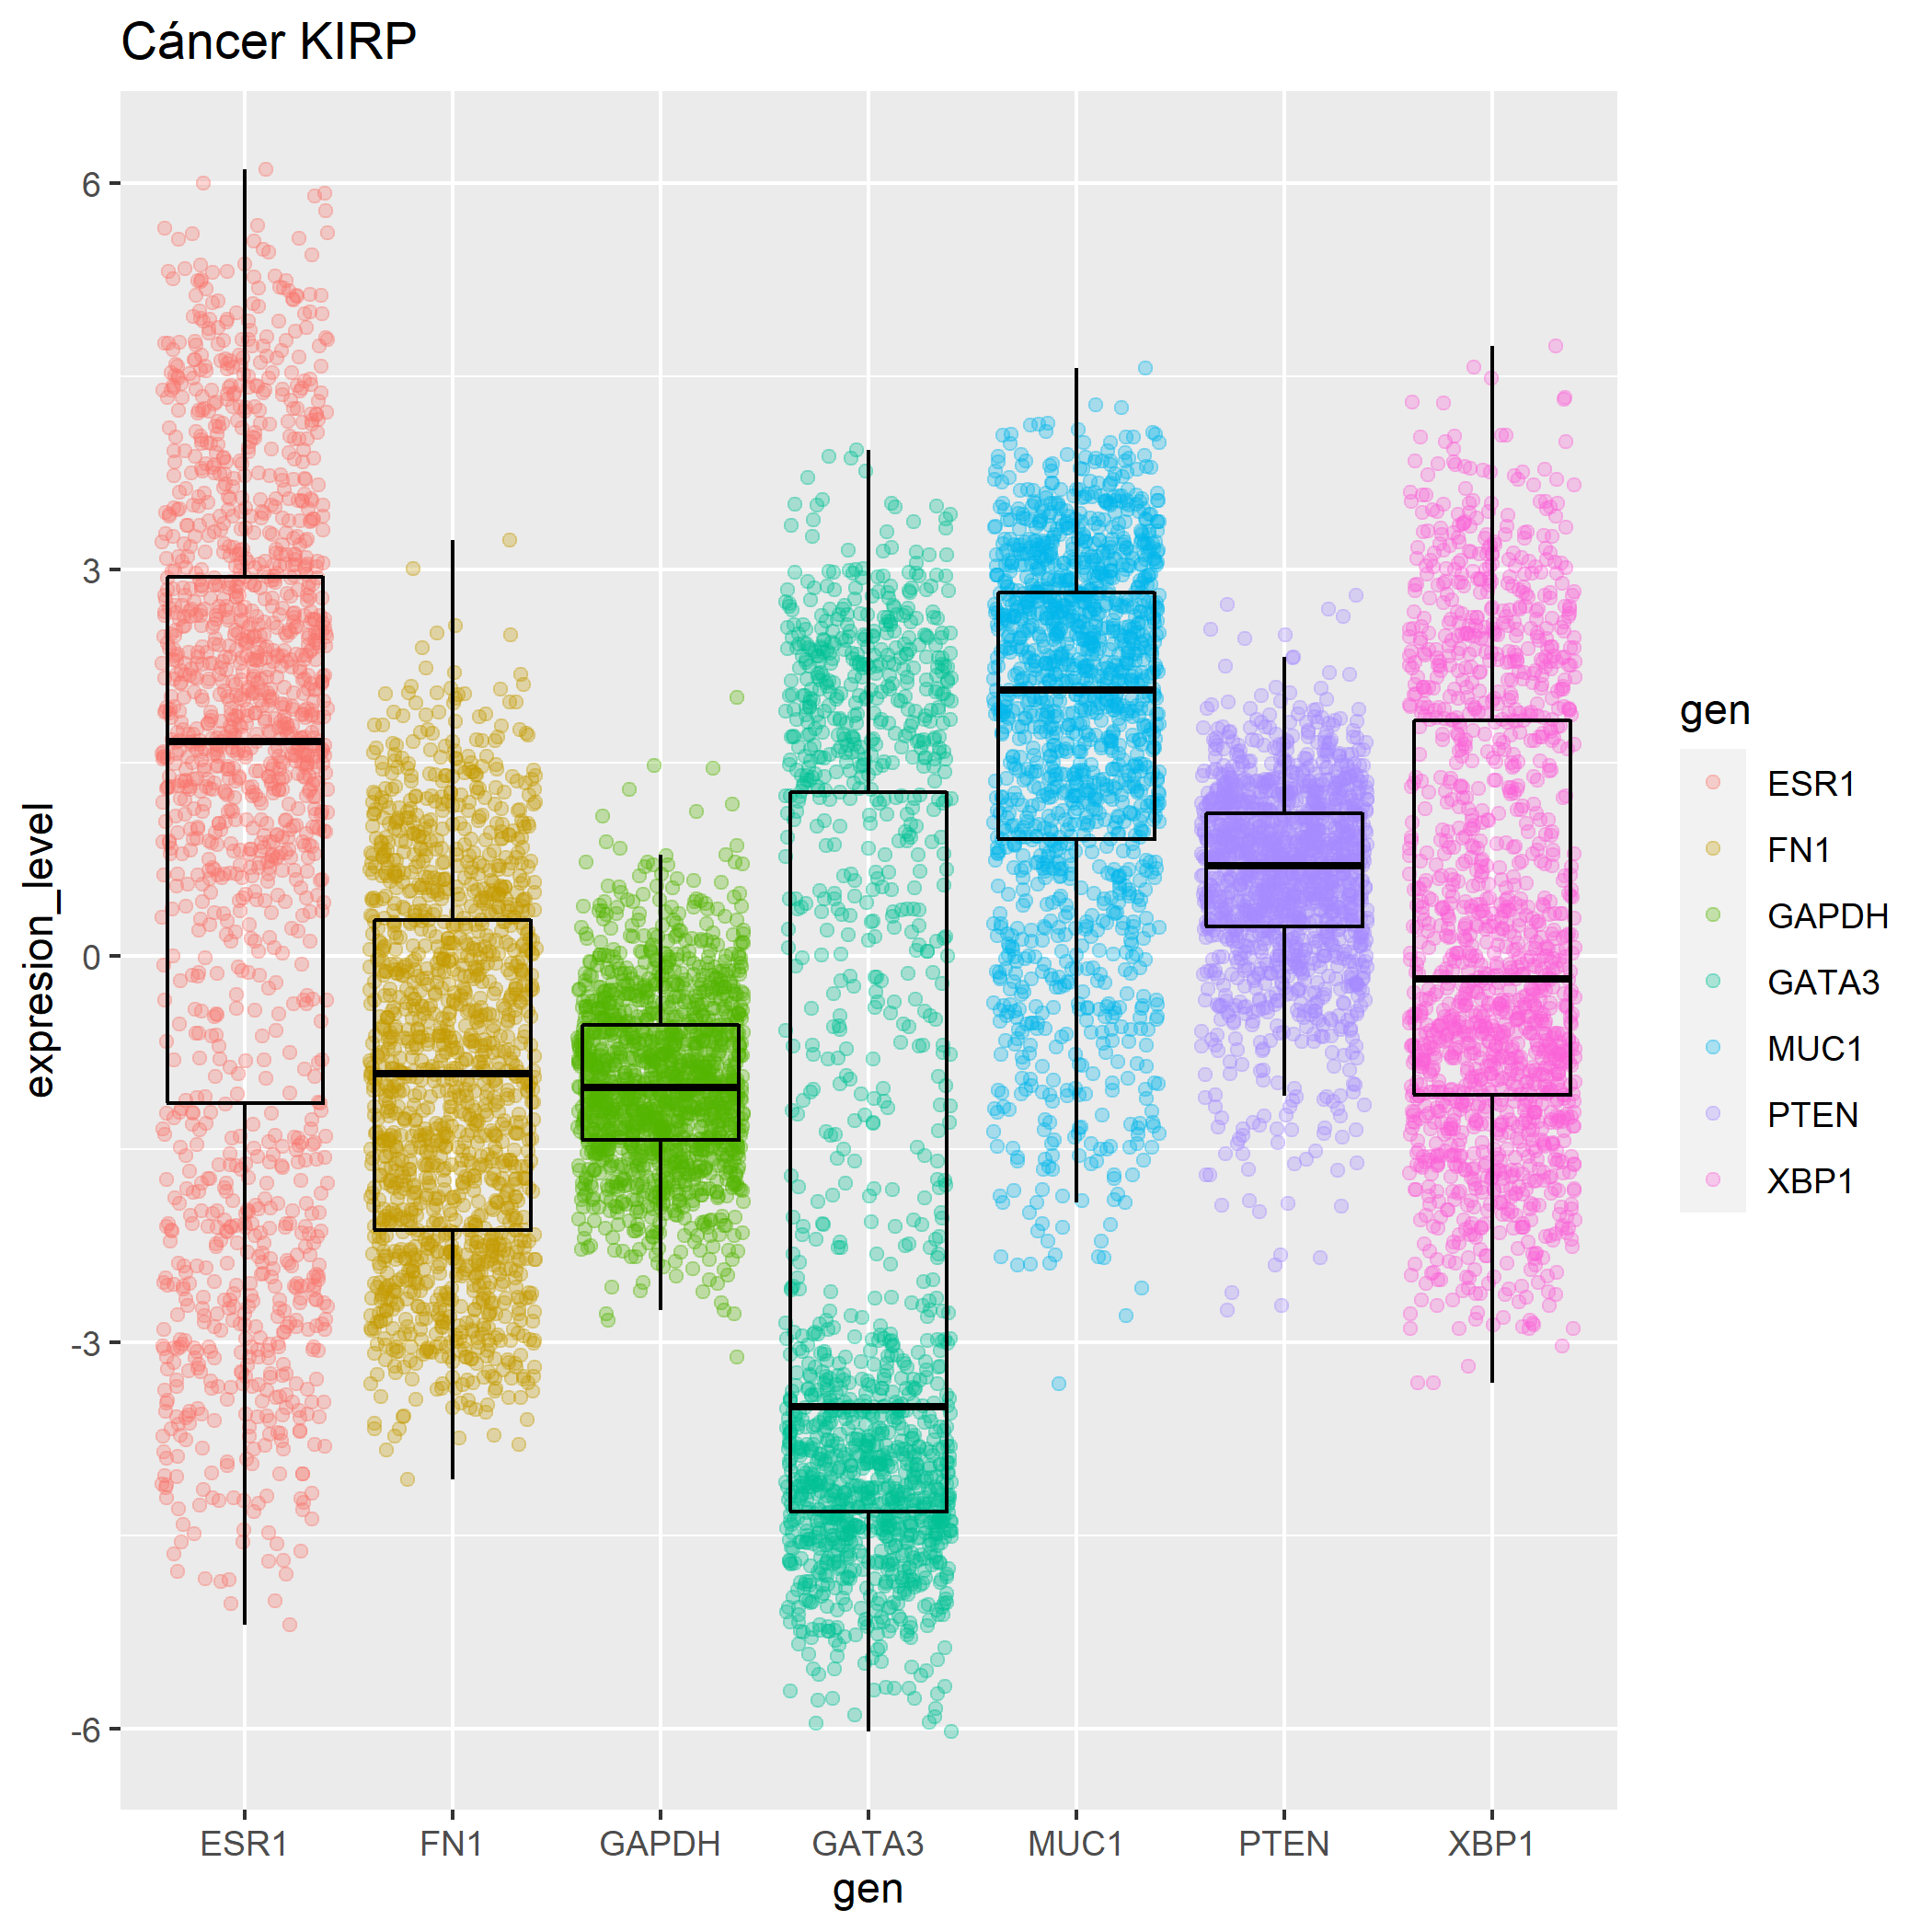 Cáncer KIRP
expresion_level
6
3
0
-3
-6
ESR1 FN1 GAPDH GATA3 MUC1 PTEN XBP1
gen
gen
ESR1
FN1
GAPDH
GATA3
MUC1
PTEN
XBP1